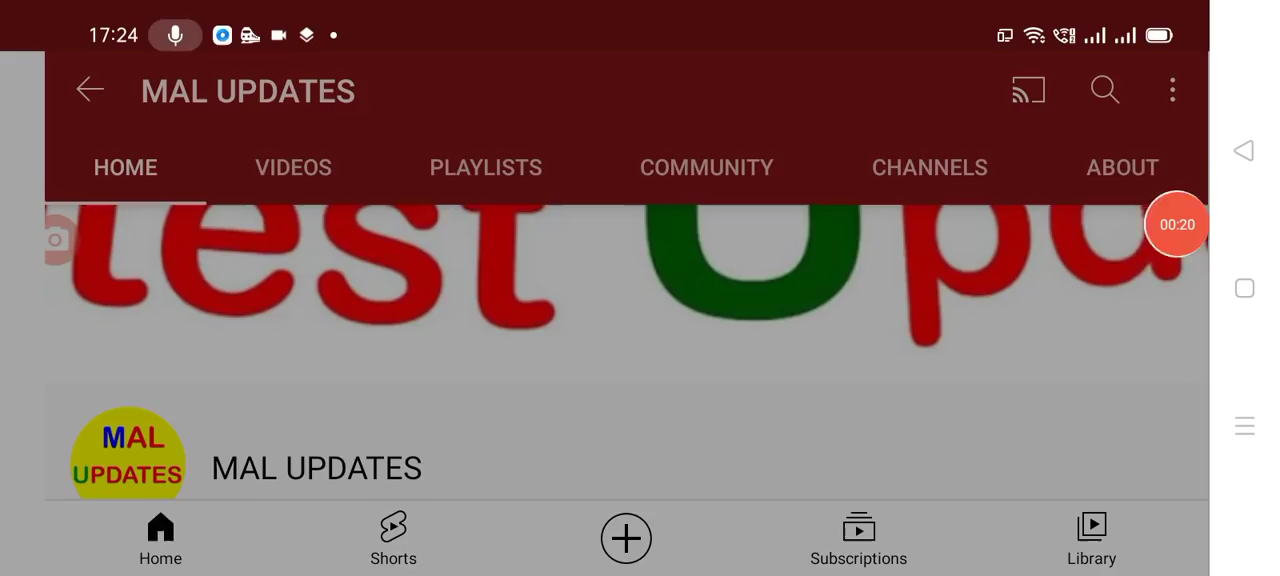 17:24
MAL UPDATES
HOME VIDEOS PLAYLISTS COMMUNITY CHANNELS ABOUT
00:20
test Upd
MAL
UPDATES
MAL UPDATES
Home Shorts Subscriptions Library